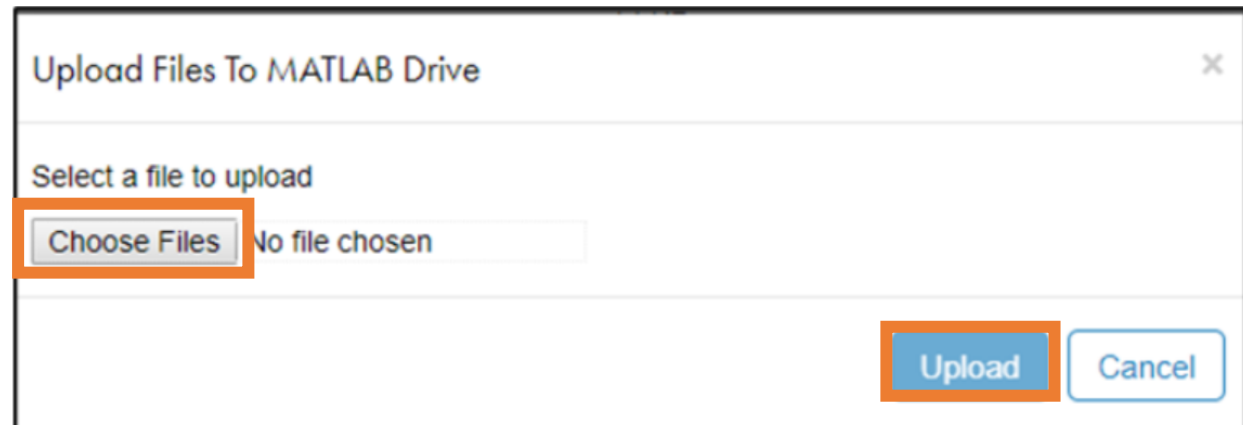 Upload Files To MATLAB Drive ×
Select a file to upload
Choose Files No file chosen
Upload Cancel